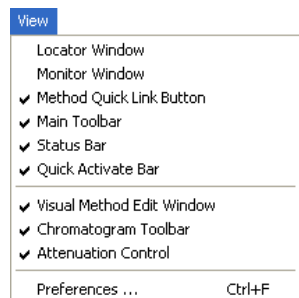 View
Locator Window
Monitor Window
Method Quick Link Button
Main Toolbar
Status Bar
Quick Activate Bar
Visual Method Edit Window
Chromatogram Toolbar
Attenuation Control
Preferences ... Ctrl+F